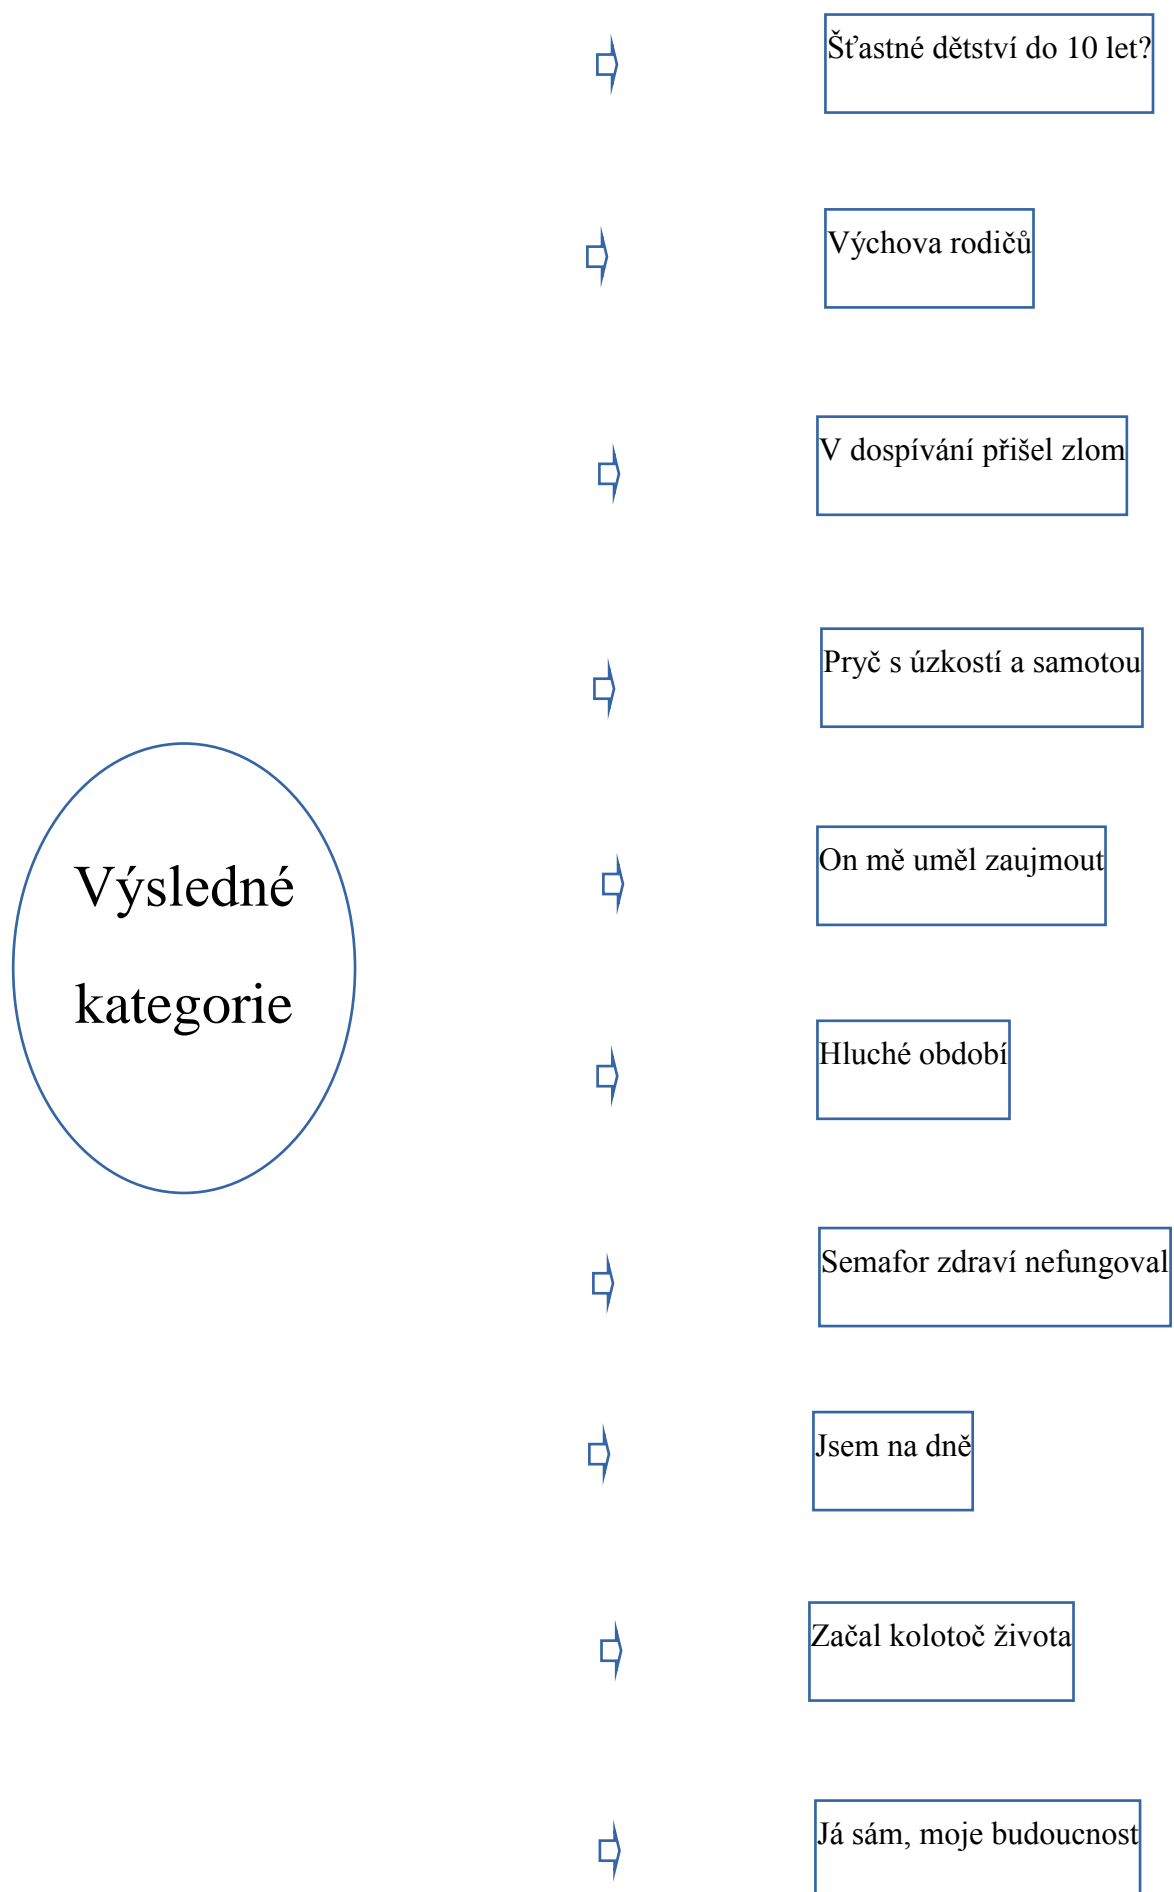 Šťastné dětství do 10 let?
Výchova rodičů
V dospívání přišel zlom
Pryč s úzkostí a samotou
Výsledné
kategorie
On mě uměl zaujmout
Hluché období
Semafor zdraví nefungoval
Jsem na dně
Začal kolotoč života
Já sám, moje budoucnost